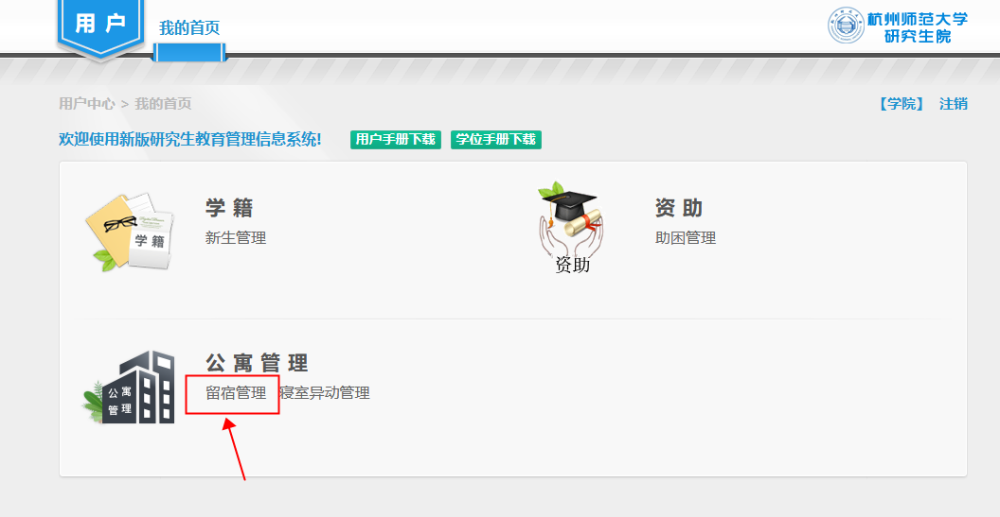 用 户
我的首页
杭州师范大学
研究生院
用户中心 > 我的首页
【学院】 注销
欢迎使用新版研究生教育管理信息系统!
用户手册下载
学位手册下载
学籍
学籍
新生管理
资助
资助
助困管理
公寓管理
公寓管理
留宿管理 寝室异动管理